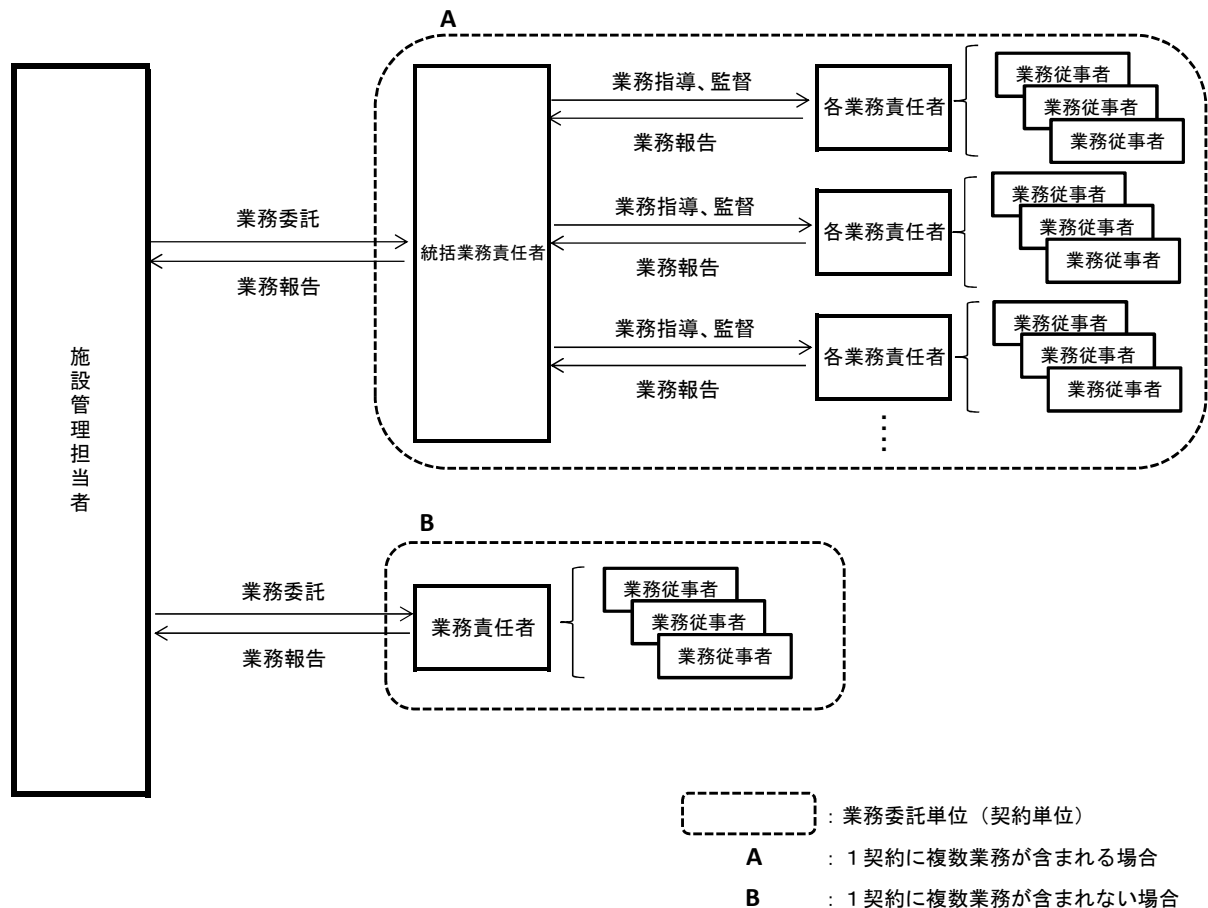 A
施設管理担当者
業務委託
業務報告
統括業務責任者
業務指導、監督
業務報告
各業務責任者
業務従事者
業務従事者
業務従事者
業務指導、監督
業務報告
各業務責任者
業務従事者
業務従事者
業務従事者
業務指導、監督
業務報告
各業務責任者
業務従事者
業務従事者
業務従事者
B
業務委託
業務報告
業務責任者
業務従事者
業務従事者
業務従事者
：業務委託単位（契約単位）
A ：１契約に複数業務が含まれる場合
B ：１契約に複数業務が含まれない場合